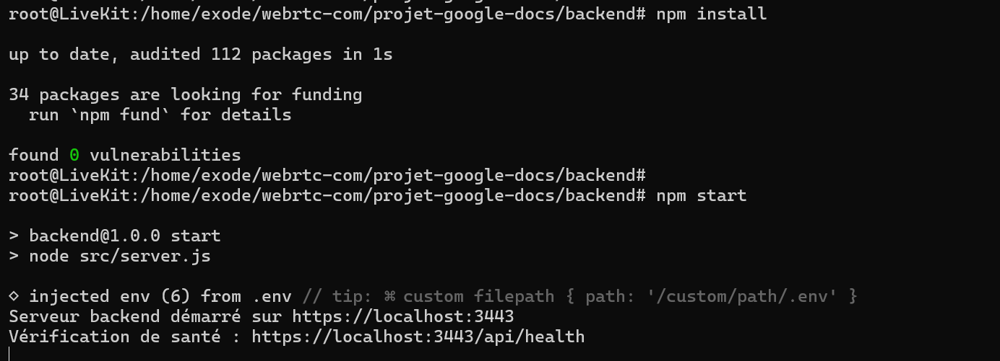 root@LiveKit:/home/exode/webrtc-com/projet-google-docs/backend# npm install
up to date, audited 112 packages in 1s
34 packages are looking for funding
run `npm fund` for details
found 0 vulnerabilities
root@LiveKit:/home/exode/webrtc-com/projet-google-docs/backend#
root@LiveKit:/home/exode/webrtc-com/projet-google-docs/backend# npm start
> backend@1.0.0 start
> node src/server.js
◇ injected env (6) from .env // tip: ⌘ custom filepath { path: '/custom/path/.env' }
Serveur backend démarré sur https://localhost:3443
Vérification de santé : https://localhost:3443/api/health